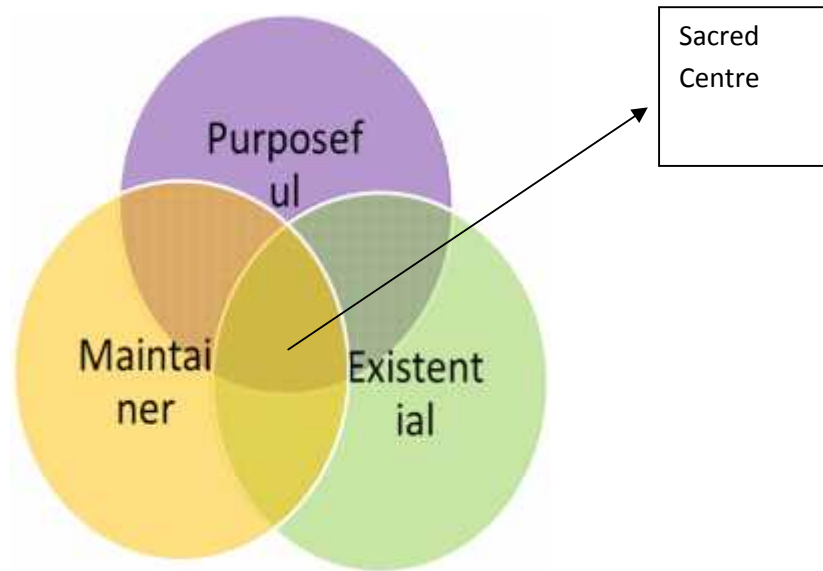 Sacred
Centre
Purposef
ul
Maintai
ner
Existent
ial